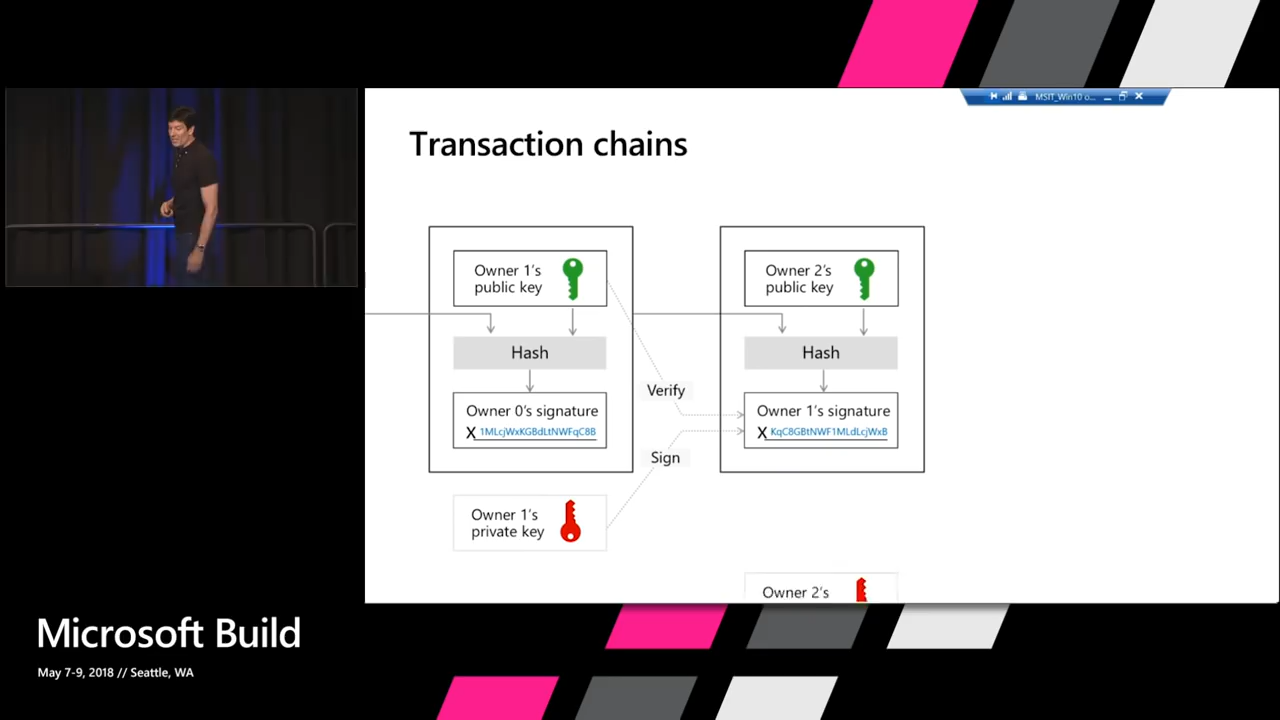 MSIT_Win10 o...
Transaction chains
Owner 1's
public key
Hash
Owner 0's signature
X 1MLcjWxKGBdLtNWFqC8B
Owner 1's
private key
Verify
Sign
Owner 2's
public key
Hash
Owner 1's signature
X KqC8GBtNWF1MLdLcjWxB
Owner 2's
Microsoft Build
May 7-9, 2018 // Seattle, WA